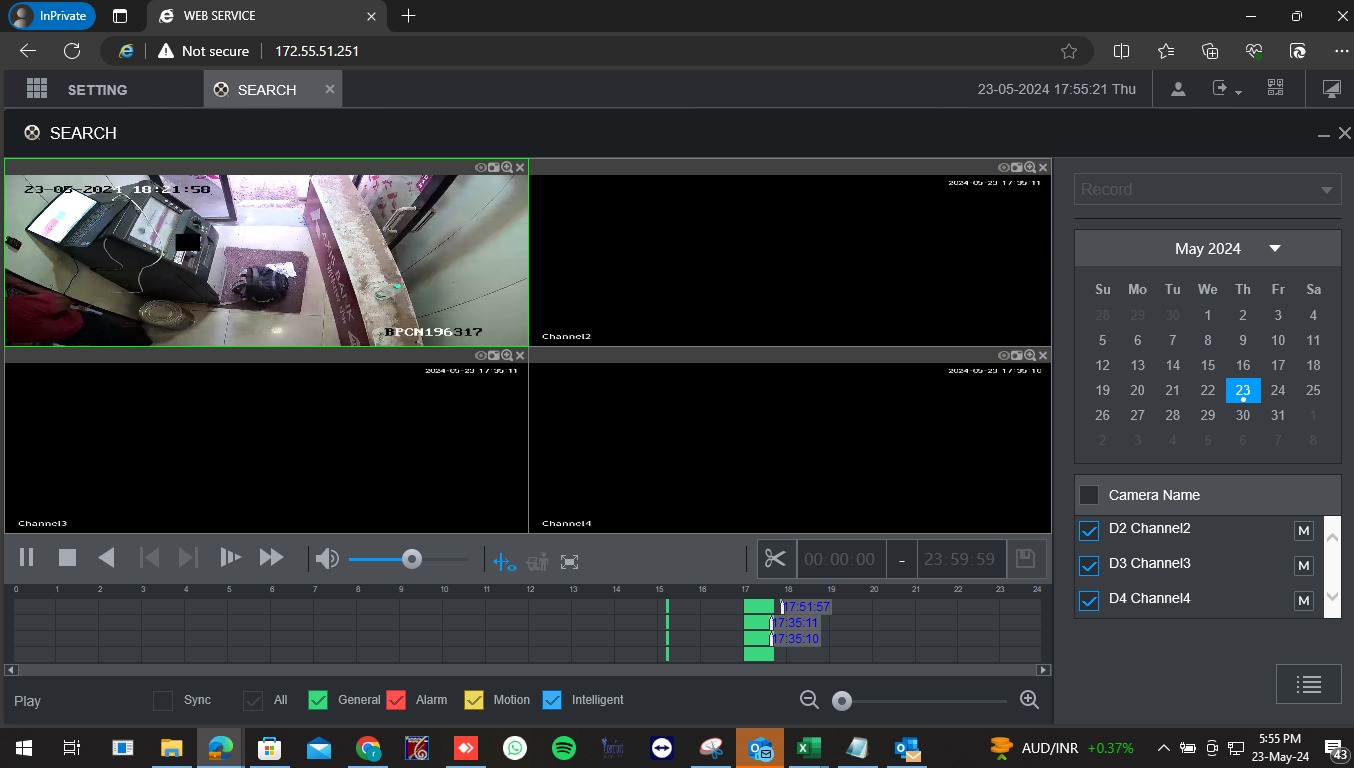 InPrivate
WEB SERVICE
Not secure
172.55.51.251
SETTING
SEARCH
23-05-2024 17:55:21 Thu
SEARCH
23-05-2024 18:21:58
AXIS BANK
BPCN196317
2024-05-23 17:35:11
Channel2
2024-05-23 17:35:11
Channel3
2024-05-23 17:35:10
Channel4
Record
May 2024
Su Mo Tu We Th Fr Sa
28 29 30 1 2 3 4
5 6 7 8 9 10 11
12 13 14 15 16 17 18
19 20 21 22 23 24 25
26 27 28 29 30 31 1
2 3 4 5 6 7 8
Camera Name
D2 Channel2 M
D3 Channel3 M
D4 Channel4 M
00:00:00 - 23:59:59
0 1 2 3 4 5 6 7 8 9 10 11 12 13 14 15 16 17 18 19 20 21 22 23 24
17:51:57
17:35:11
17:35:10
Play
Sync
All
General
Alarm
Motion
Intelligent
AUD/INR +0.37%
5:55 PM
23-May-24
43